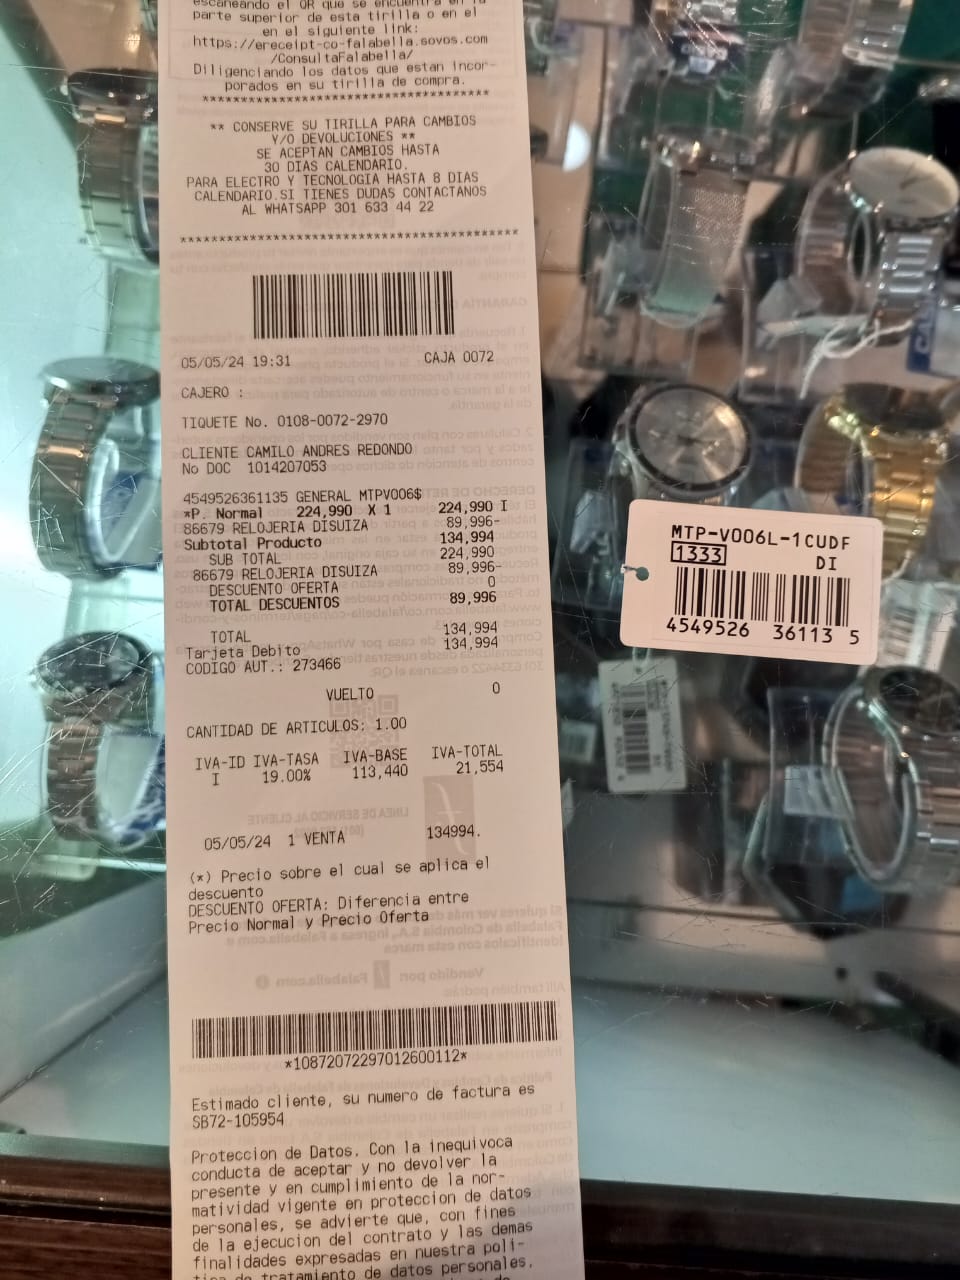 escaneando el QR que se encuentra en la
parte superior de esta tirilla o en el
en el siguiente link:
https://ereceipt-co-falabella.sovos.com
/ConsultaFalabella/
Diligenciando los datos que estan incor-
porados en su tirilla de compra.
** CONSERVE SU TIRILLA PARA CAMBIOS
Y/O DEVOLUCIONES **
SE ACEPTAN CAMBIOS HASTA
30 DIAS CALENDARIO.
PARA ELECTRO Y TECNOLOGIA HASTA 8 DIAS
CALENDARIO.SI TIENES DUDAS CONTACTANOS
AL WHATSAPP 301 633 44 22
05/05/24 19:31 CAJA 0072
CAJERO :
TIQUETE No. 0108-0072-2970
CLIENTE CAMILO ANDRES REDONDO
No DOC 1014207053
4549526361135 GENERAL MTPV006$
*P. Normal 224,990 X 1 224,990 I
86679 RELOJERIA DISUIZA 89,996-
Subtotal Producto 134,994
SUB TOTAL 224,990
86679 RELOJERIA DISUIZA 89,996-
DESCUENTO OFERTA 0
TOTAL DESCUENTOS 89,996
TOTAL 134,994
Tarjeta Debito 134,994
CODIGO AUT.: 273466
VUELTO 0
CANTIDAD DE ARTICULOS: 1.00
IVA-ID IVA-TASA IVA-BASE IVA-TOTAL
I 19.00% 113,440 21,554
05/05/24 1 VENTA 134994.
(*) Precio sobre el cual se aplica el
descuento
DESCUENTO OFERTA: Diferencia entre
Precio Normal y Precio Oferta
*10872072297012600112*
Estimado cliente, su numero de factura es
SB72-105954
Proteccion de Datos. Con la inequivoca
conducta de aceptar y no devolver la
presente y en cumplimiento de la nor-
matividad vigente en proteccion de datos
personales, se advierte que, con fines
de la ejecucion del contrato y las demas
finalidades expresadas en nuestra poli-
tica de tratamiento de datos personales.
MTP-V006L-1CUDF
1333 DI
4549526 36113 5